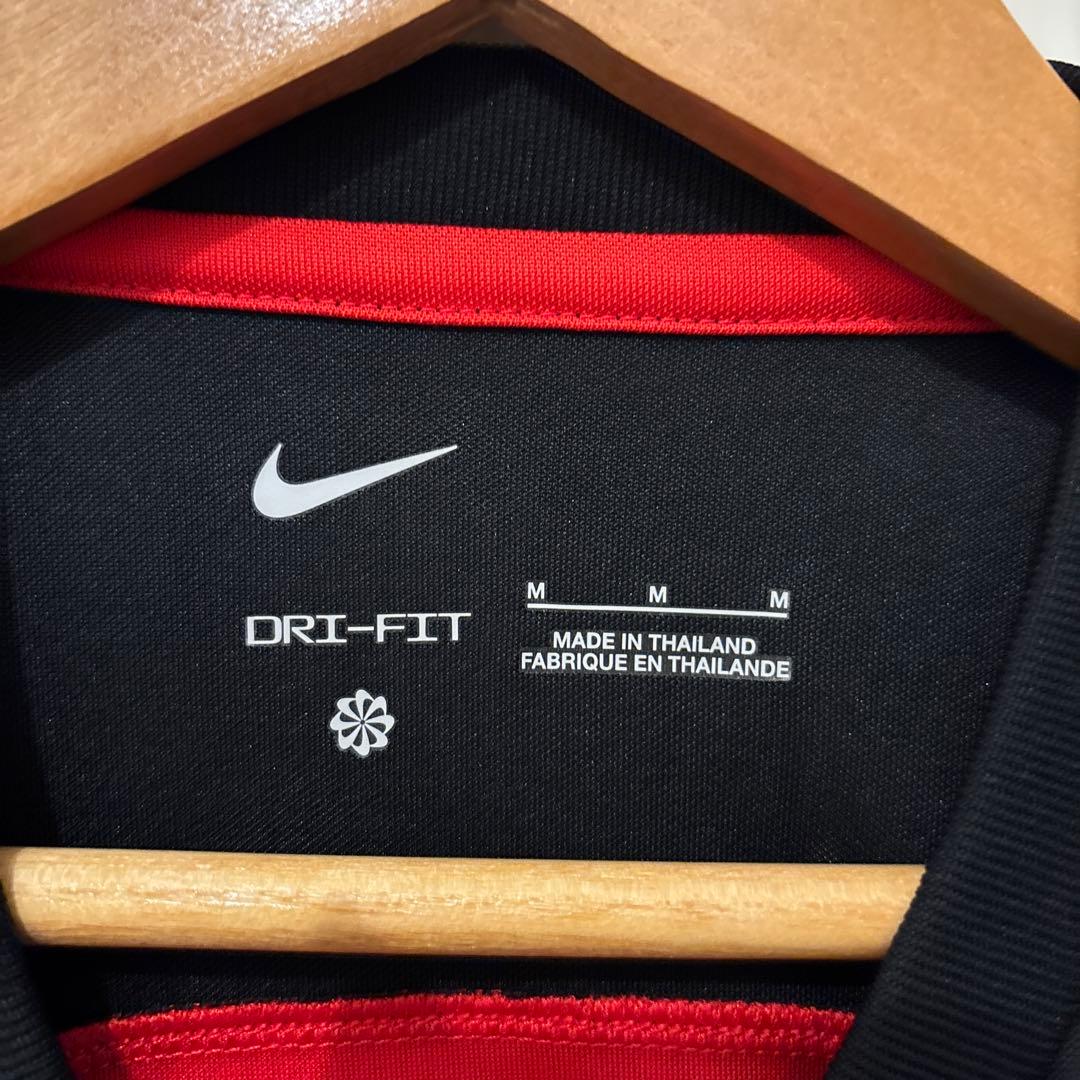 DRI-FIT
M M M
MADE IN THAILAND
FABRIQUE EN THAILANDE